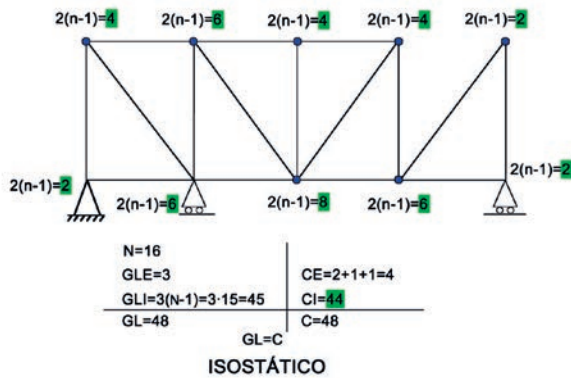 2(n-1)=4 2(n-1)=6 2(n-1)=4 2(n-1)=4 2(n-1)=2
2(n-1)=2 2(n-1)=6 2(n-1)=8 2(n-1)=6 2(n-1)=2
N=16
GLE=3 CE=2+1+1=4
GLI=3(N-1)=3·15=45 CI=44
GL=48 C=48
GL=C
ISOSTÁTICO